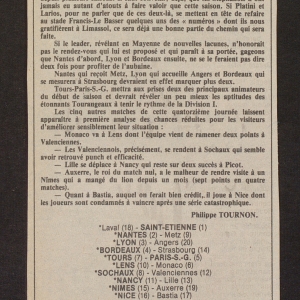 tant d'autant d'atouts à faire valoir que cette saison. Si Platini et
Larios, pour ne parler que de ces deux-là, se mettent en tête de refaire
au stade Francis-Le Basser quelques uns des « numéros » dont ils nous
gratifièrent à Limassol, ce sera déjà une bonne partie du chemin qui sera
faite.
Si le leader, révélant en Mayenne de nouvelles lacunes, n'honorait
pas le rendez-vous qui lui est proposé et qui paraît à sa portée, gageons
que Nantes d'abord, Lyon et Bordeaux ensuite, ne se le feraient pas dire
deux fois pour profiter de l'aubaine.
Nantes qui reçoit Metz, Lyon qui accueille Angers et Bordeaux qui
se mesurera à Strasbourg devraient en effet marquer plus deux.
Tours-Paris-S.-G. mettra aux prises deux des principaux animateurs
du début de saison et devrait révéler un peu mieux les aptitudes des
étonnants Tourangeaux à tenir le rythme de la Division I.
Les cinq autres matches de cette quatorzième journée laissent
apparaître à première analyse des chances réduites pour les visiteurs
d'améliorer sensiblement leur situation :
— Monaco va à Lens dont l'équipe vient de ramener deux points à
Valenciennes.
— Les Valenciennois, précisément, se rendent à Sochaux qui semble
avoir retrouvé punch et efficacité.
— Lille se déplace à Nancy qui reste sur deux succès à Picot.
— Auxerre, le roi du match nul, a le malheur de rendre visite à un
Nîmes qui a mangé du lion depuis un mois (sept points en quatre
matches).
— Quant à Bastia, auquel on ferait bien crédit, il joue à Nice dont
les joueurs sont condamnés à vaincre après une série catastrophique.
Philippe TOURNON.
*Laval (18) - SAINT-ETIENNE (1)
*NANTES (2) - Metz (9)
*LYON (3) - Angers (20)
*BORDEAUX (4) - Strasbourg (14)
*TOURS (7) - PARIS-S.-G. (5)
*LENS (10) - Monaco (6)
*SOCHAUX (8) - Valenciennes (12)
*NANCY (11) - Lille (13)
*NIMES (15) - Auxerre (19)
*NICE (16) - Bastia (17)